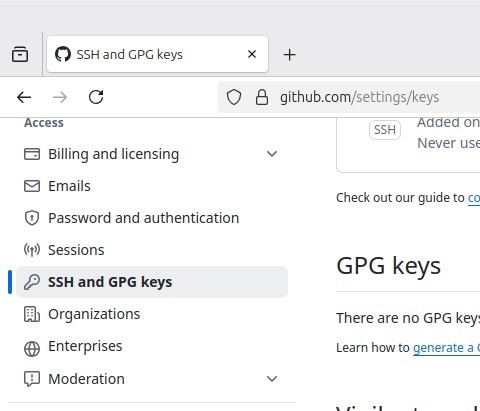 SSH and GPG keys
github.com/settings/keys
Access
Billing and licensing
Emails
Password and authentication
Sessions
SSH and GPG keys
Organizations
Enterprises
Moderation
SSH
Added on
Never use
Check out our guide to co
GPG keys
There are no GPG keys
Learn how to generate a G